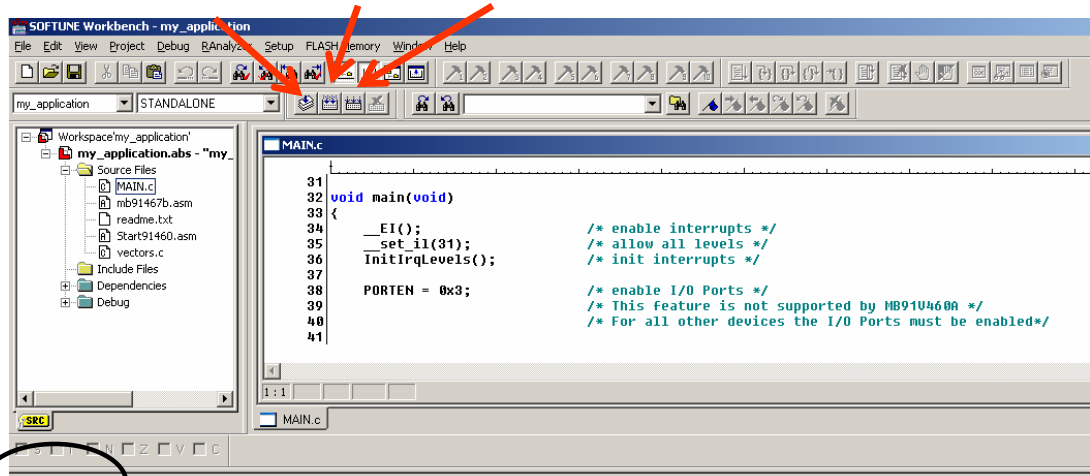 SOFTUNE Workbench - my_application
File Edit View Project Debug RAnalyzer Setup FLASH Memory Window Help
my_application STANDALONE
Workspace'my_application'
my_application.abs - "my_
Source Files
MAIN.c
mb91467b.asm
readme.txt
Start91460.asm
vectors.c
Include Files
Dependencies
Debug
SRC
MAIN.c
31
32 void main(void)
33 {
34 __EI(); /* enable interrupts */
35 __set_il(31); /* allow all levels */
36 InitIrqLevels(); /* init interrupts */
37
38 PORTEN = 0x3; /* enable I/O Ports */
39 /* This feature is not supported by MB91V460A */
40 /* For all other devices the I/O Ports must be enabled*/
41
1:1
MAIN.c
S I N Z V C